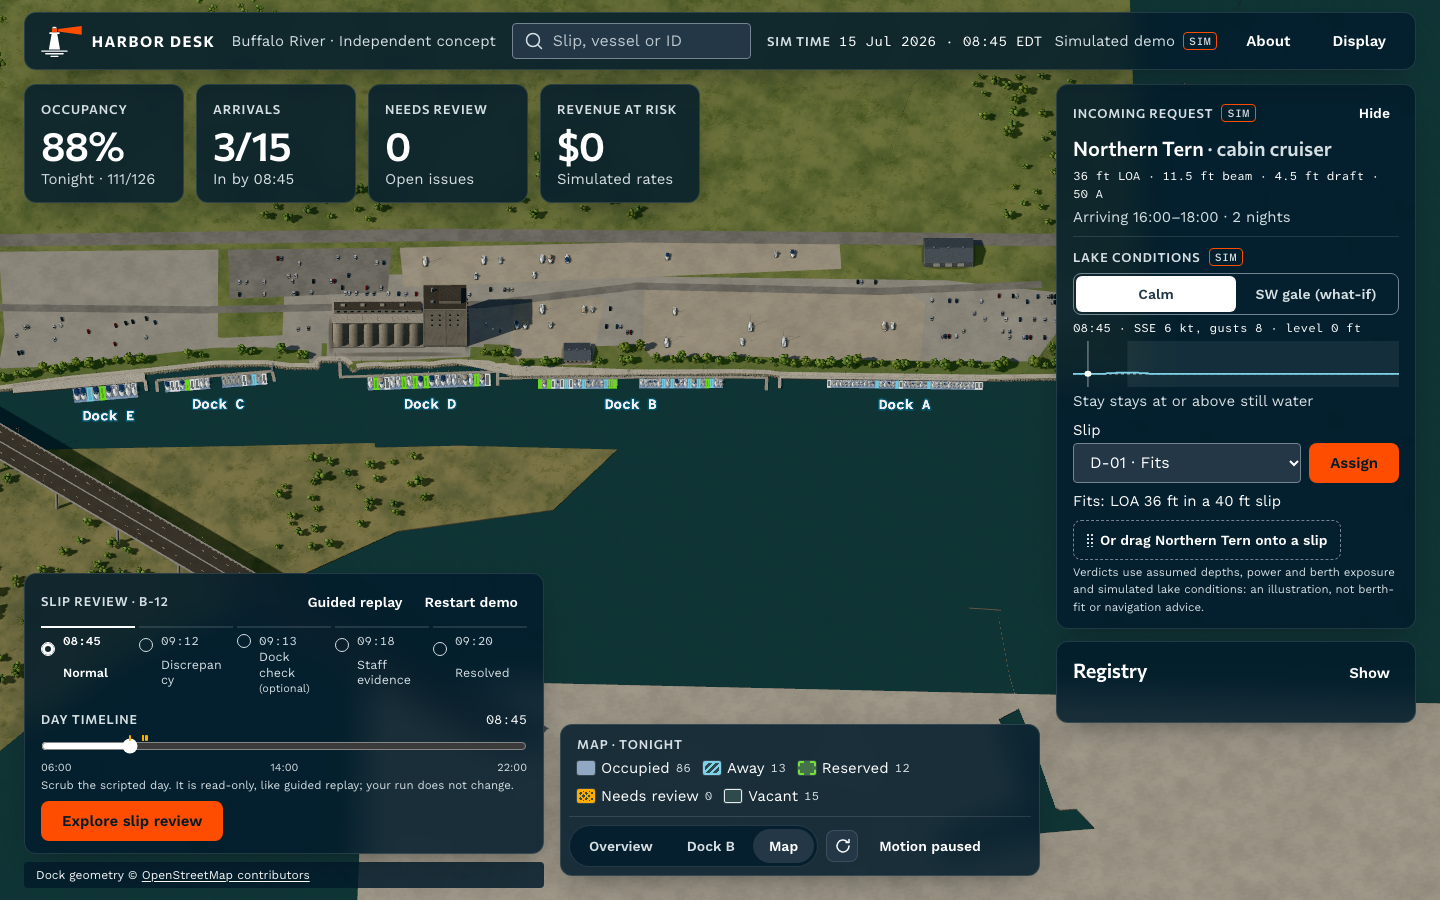 HARBOR DESK
Buffalo River · Independent concept
Slip, vessel or ID
SIM TIME 15 Jul 2026 · 08:45 EDT
Simulated demo SIM
About
Display
OCCUPANCY
88%
Tonight · 111/126
ARRIVALS
3/15
In by 08:45
NEEDS REVIEW
0
Open issues
REVENUE AT RISK
$0
Simulated rates
INCOMING REQUEST SIM
Hide
Northern Tern · cabin cruiser
36 ft LOA · 11.5 ft beam · 4.5 ft draft ·
50 A
Arriving 16:00–18:00 · 2 nights
LAKE CONDITIONS SIM
Calm
SW gale (what-if)
08:45 · SSE 6 kt, gusts 8 · level 0 ft
Stay stays at or above still water
Slip
D-01 · Fits
Assign
Fits: LOA 36 ft in a 40 ft slip
Or drag Northern Tern onto a slip
Verdicts use assumed depths, power and berth exposure
and simulated lake conditions: an illustration, not berth-
fit or navigation advice.
Registry
Show
Dock E
Dock C
Dock D
Dock B
Dock A
SLIP REVIEW · B-12
Guided replay
Restart demo
08:45
Normal
09:12
Discrepan
cy
09:13
Dock
check
(optional)
09:18
Staff
evidence
09:20
Resolved
DAY TIMELINE
08:45
06:00
14:00
22:00
Scrub the scripted day. It is read-only, like guided replay; your run does not change.
Explore slip review
Dock geometry © OpenStreetMap contributors
MAP · TONIGHT
Occupied 86
Away 13
Reserved 12
Needs review 0
Vacant 15
Overview
Dock B
Map
Motion paused